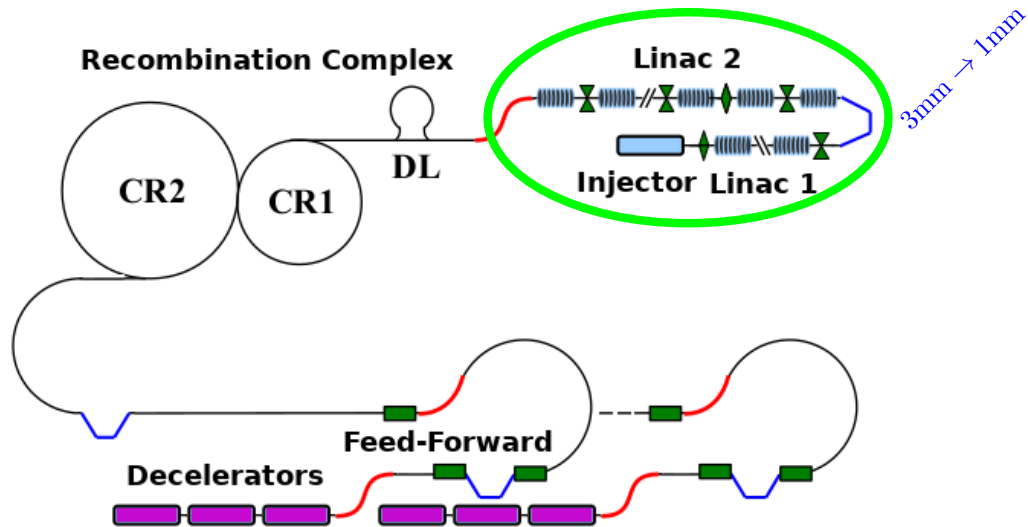 Recombination Complex
Linac 2
3mm → 1mm
DL
Injector Linac 1
CR2
CR1
Feed-Forward
Decelerators